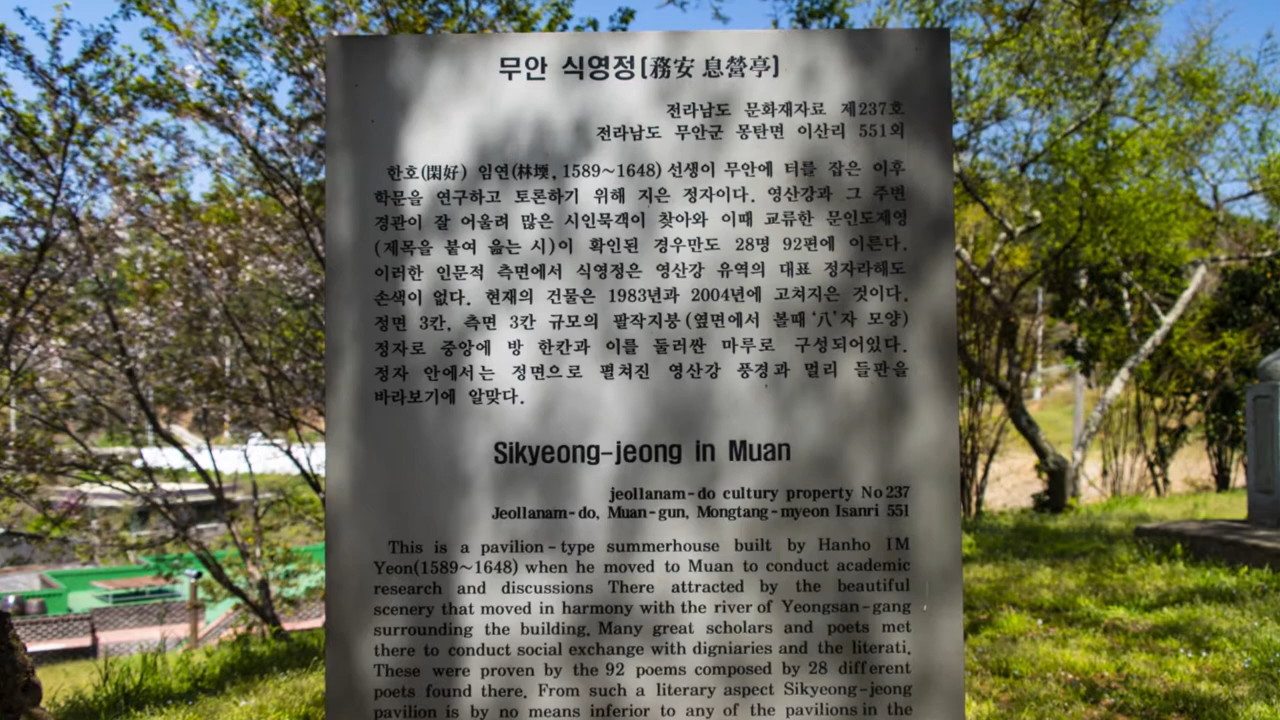 무안 식영정(務安 息營亭)
전라남도 문화재자료 제237호
전라남도 무안군 몽탄면 이산리 551외
한호(閑好) 임연(林堜, 1589~1648) 선생이 무안에 터를 잡은 이후
학문을 연구하고 토론하기 위해 지은 정자이다. 영산강과 그 주변
경관이 잘 어울려 많은 시인묵객이 찾아와 이때 교류한 문인도제영
(제목을 붙여 읊는 시)이 확인된 경우만도 28명 92편에 이른다.
이러한 인문적 측면에서 식영정은 영산강 유역의 대표 정자라해도
손색이 없다. 현재의 건물은 1983년과 2004년에 고쳐지은 것이다.
정면 3칸, 측면 3칸 규모의 팔작지붕(옆면에서 볼때 '八'자 모양)
정자로 중앙에 방 한칸과 이를 둘러싼 마루로 구성되어있다.
정자 안에서는 정면으로 펼쳐진 영산강 풍경과 멀리 들판을
바라보기에 알맞다.
Sikyeong-jeong in Muan
jeollanam-do cultury property No 237
Jeollanam-do, Muan-gun, Mongtang-myeon Isanri 551
This is a pavilion-type summerhouse built by Hanho IM
Yeon(1589~1648) when he moved to Muan to conduct academic
research and discussions There attracted by the beautiful
scenery that moved in harmony with the river of Yeongsan-gang
surrounding the building. Many great scholars and poets met
there to conduct social exchange with digniaries and the literati.
These were proven by the 92 poems composed by 28 different
poets found there. From such a literary aspect Sikyeong-jeong
pavilion is by no means inferior to any of the pavilions in the